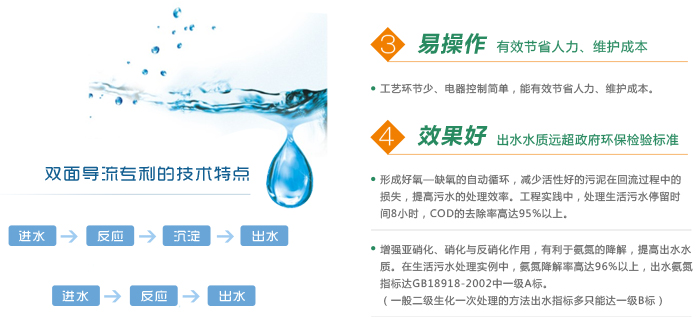 双面导流专利的技术特点
进水 反应 沉淀 出水
进水 反应 出水
3 易操作 有效节省人力、维护成本
工艺环节少、电器控制简单，能有效节省人力、维护成本。
4 效果好 出水水质远超政府环保检验标准
形成好氧—缺氧的自动循环，减少活性好的污泥在回流过程中的
损失，提高污水的处理效率。工程实践中，处理生活污水停留时
间8小时，COD的去除率高达95%以上。
增强亚硝化、硝化与反硝化作用，有利于氨氮的降解，提高出水水
质。在生活污水处理实例中，氨氮降解率高达96%以上，出水氨氮
指标达GB18918-2002中一级A标。
（一般二级生化一次处理的方法出水指标多只能达一级B标）